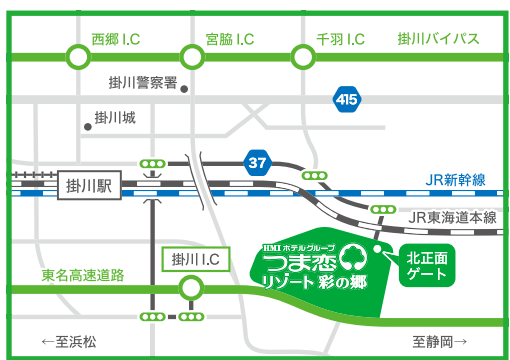 西郷 I.C
宮脇 I.C
千羽 I.C
掛川バイパス
掛川警察署
415
掛川城
37
掛川駅
JR新幹線
JR東海道本線
掛川 I.C
HMI ホテルグループ
つま恋
リゾート 彩の郷
北正面
ゲート
東名高速道路
←至浜松
至静岡→